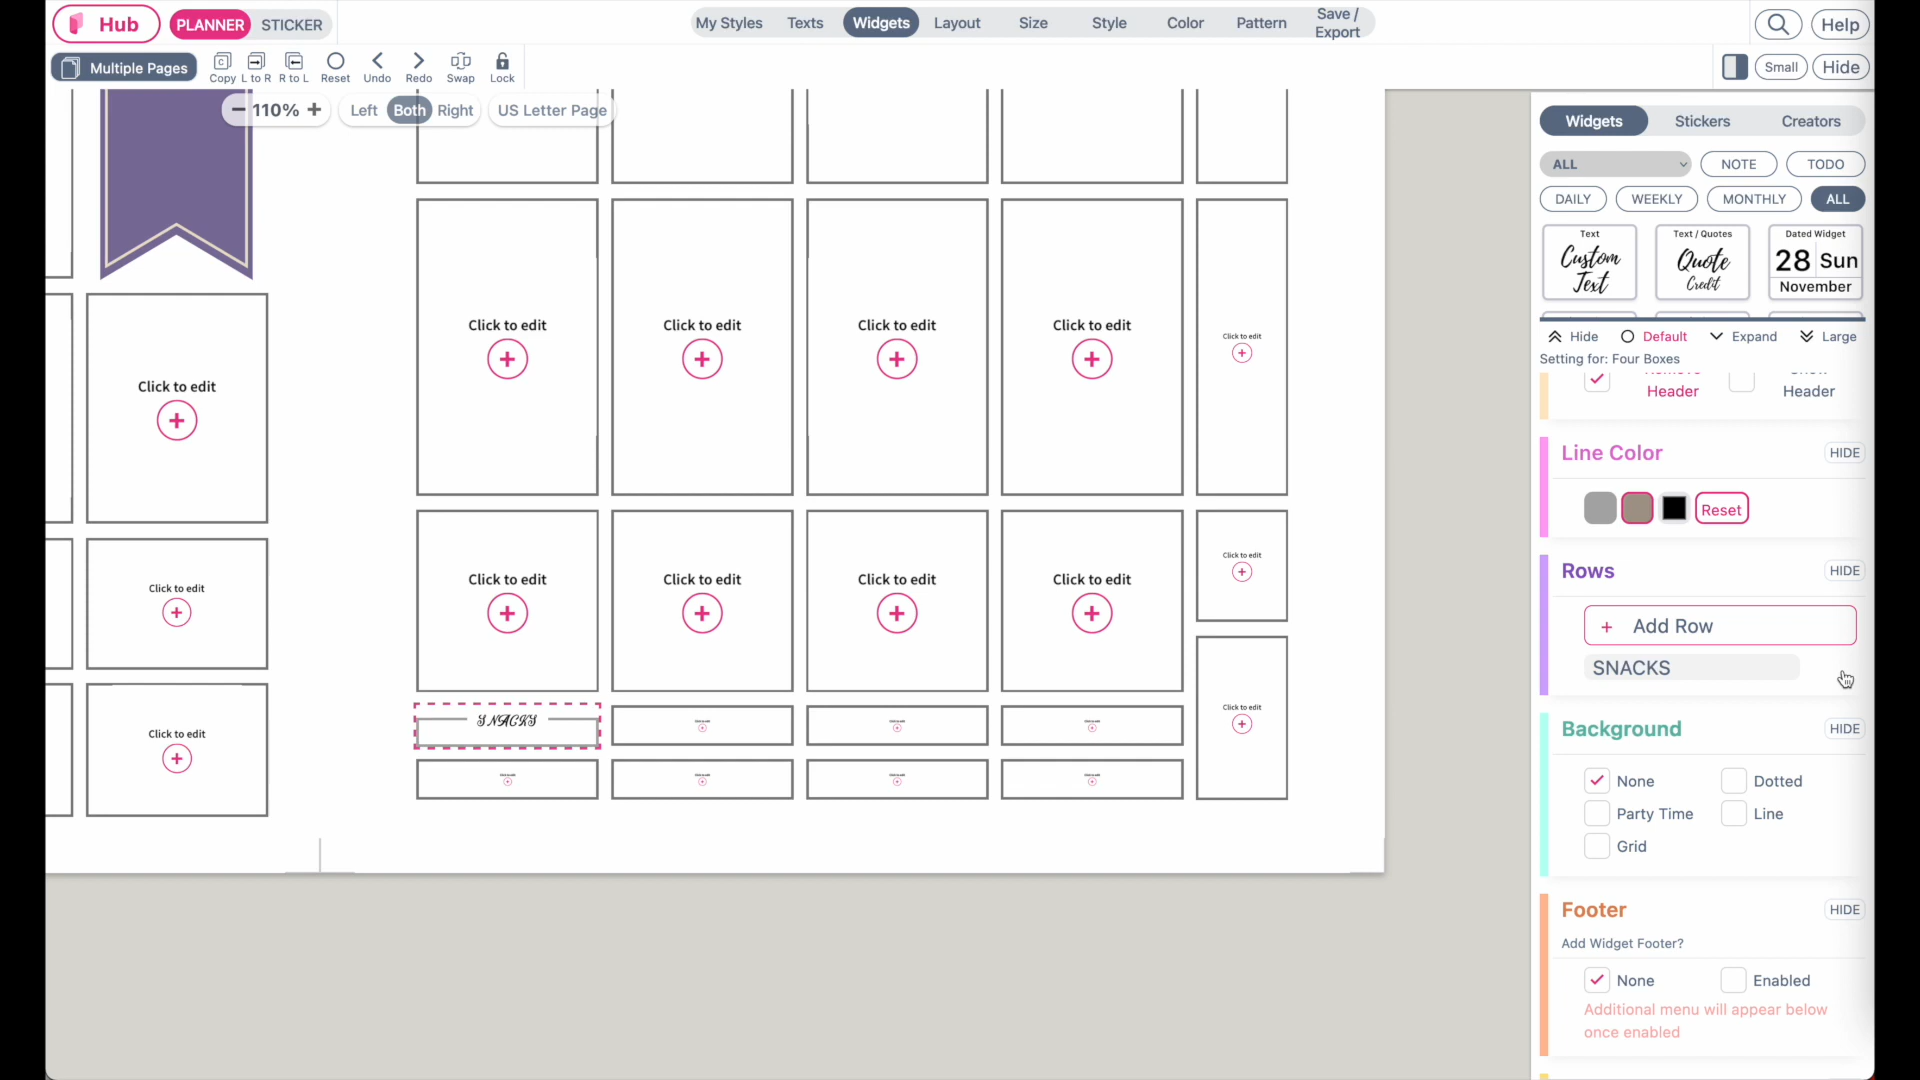 Hub PLANNER STICKER
My Styles Texts Widgets Layout Size Style Color Pattern Save / Export
Help
Multiple Pages
Copy L to R R to L Reset Undo Redo Swap Lock
Small Hide
110% Left Both Right US Letter Page
Widgets Stickers Creators
ALL NOTE TODO
DAILY WEEKLY MONTHLY ALL
Text Text / Quotes Dated Widget
Custom Text
Quote Credit
28 Sun
November
Hide Default Expand Large
Setting for: Four Boxes
Header Header
Line Color HIDE
Reset
Rows HIDE
+ Add Row
SNACKS
Background HIDE
None Dotted
Party Time Line
Grid
Footer HIDE
Add Widget Footer?
None Enabled
Additional menu will appear below
once enabled
Click to edit Click to edit Click to edit Click to edit
Click to edit
Click to edit
Click to edit
Click to edit Click to edit Click to edit Click to edit
Click to edit
Click to edit
Click to edit
Click to edit
SNACKS